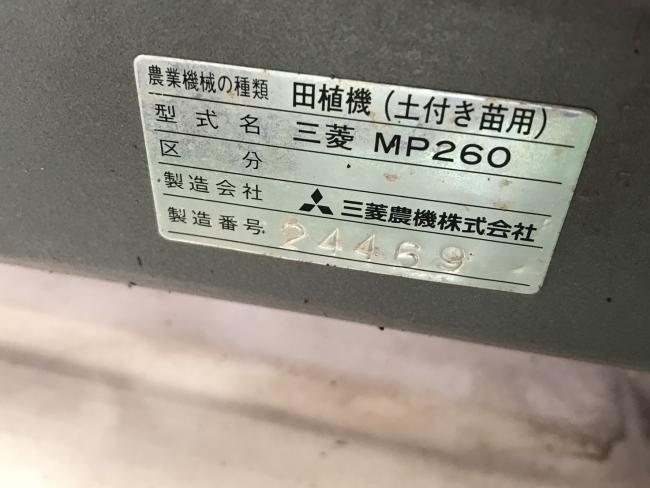 農業機械の種類 田植機(土付き苗用)
型式名 三菱 MP260
区分
製造会社 三菱農機株式会社
製造番号 24469